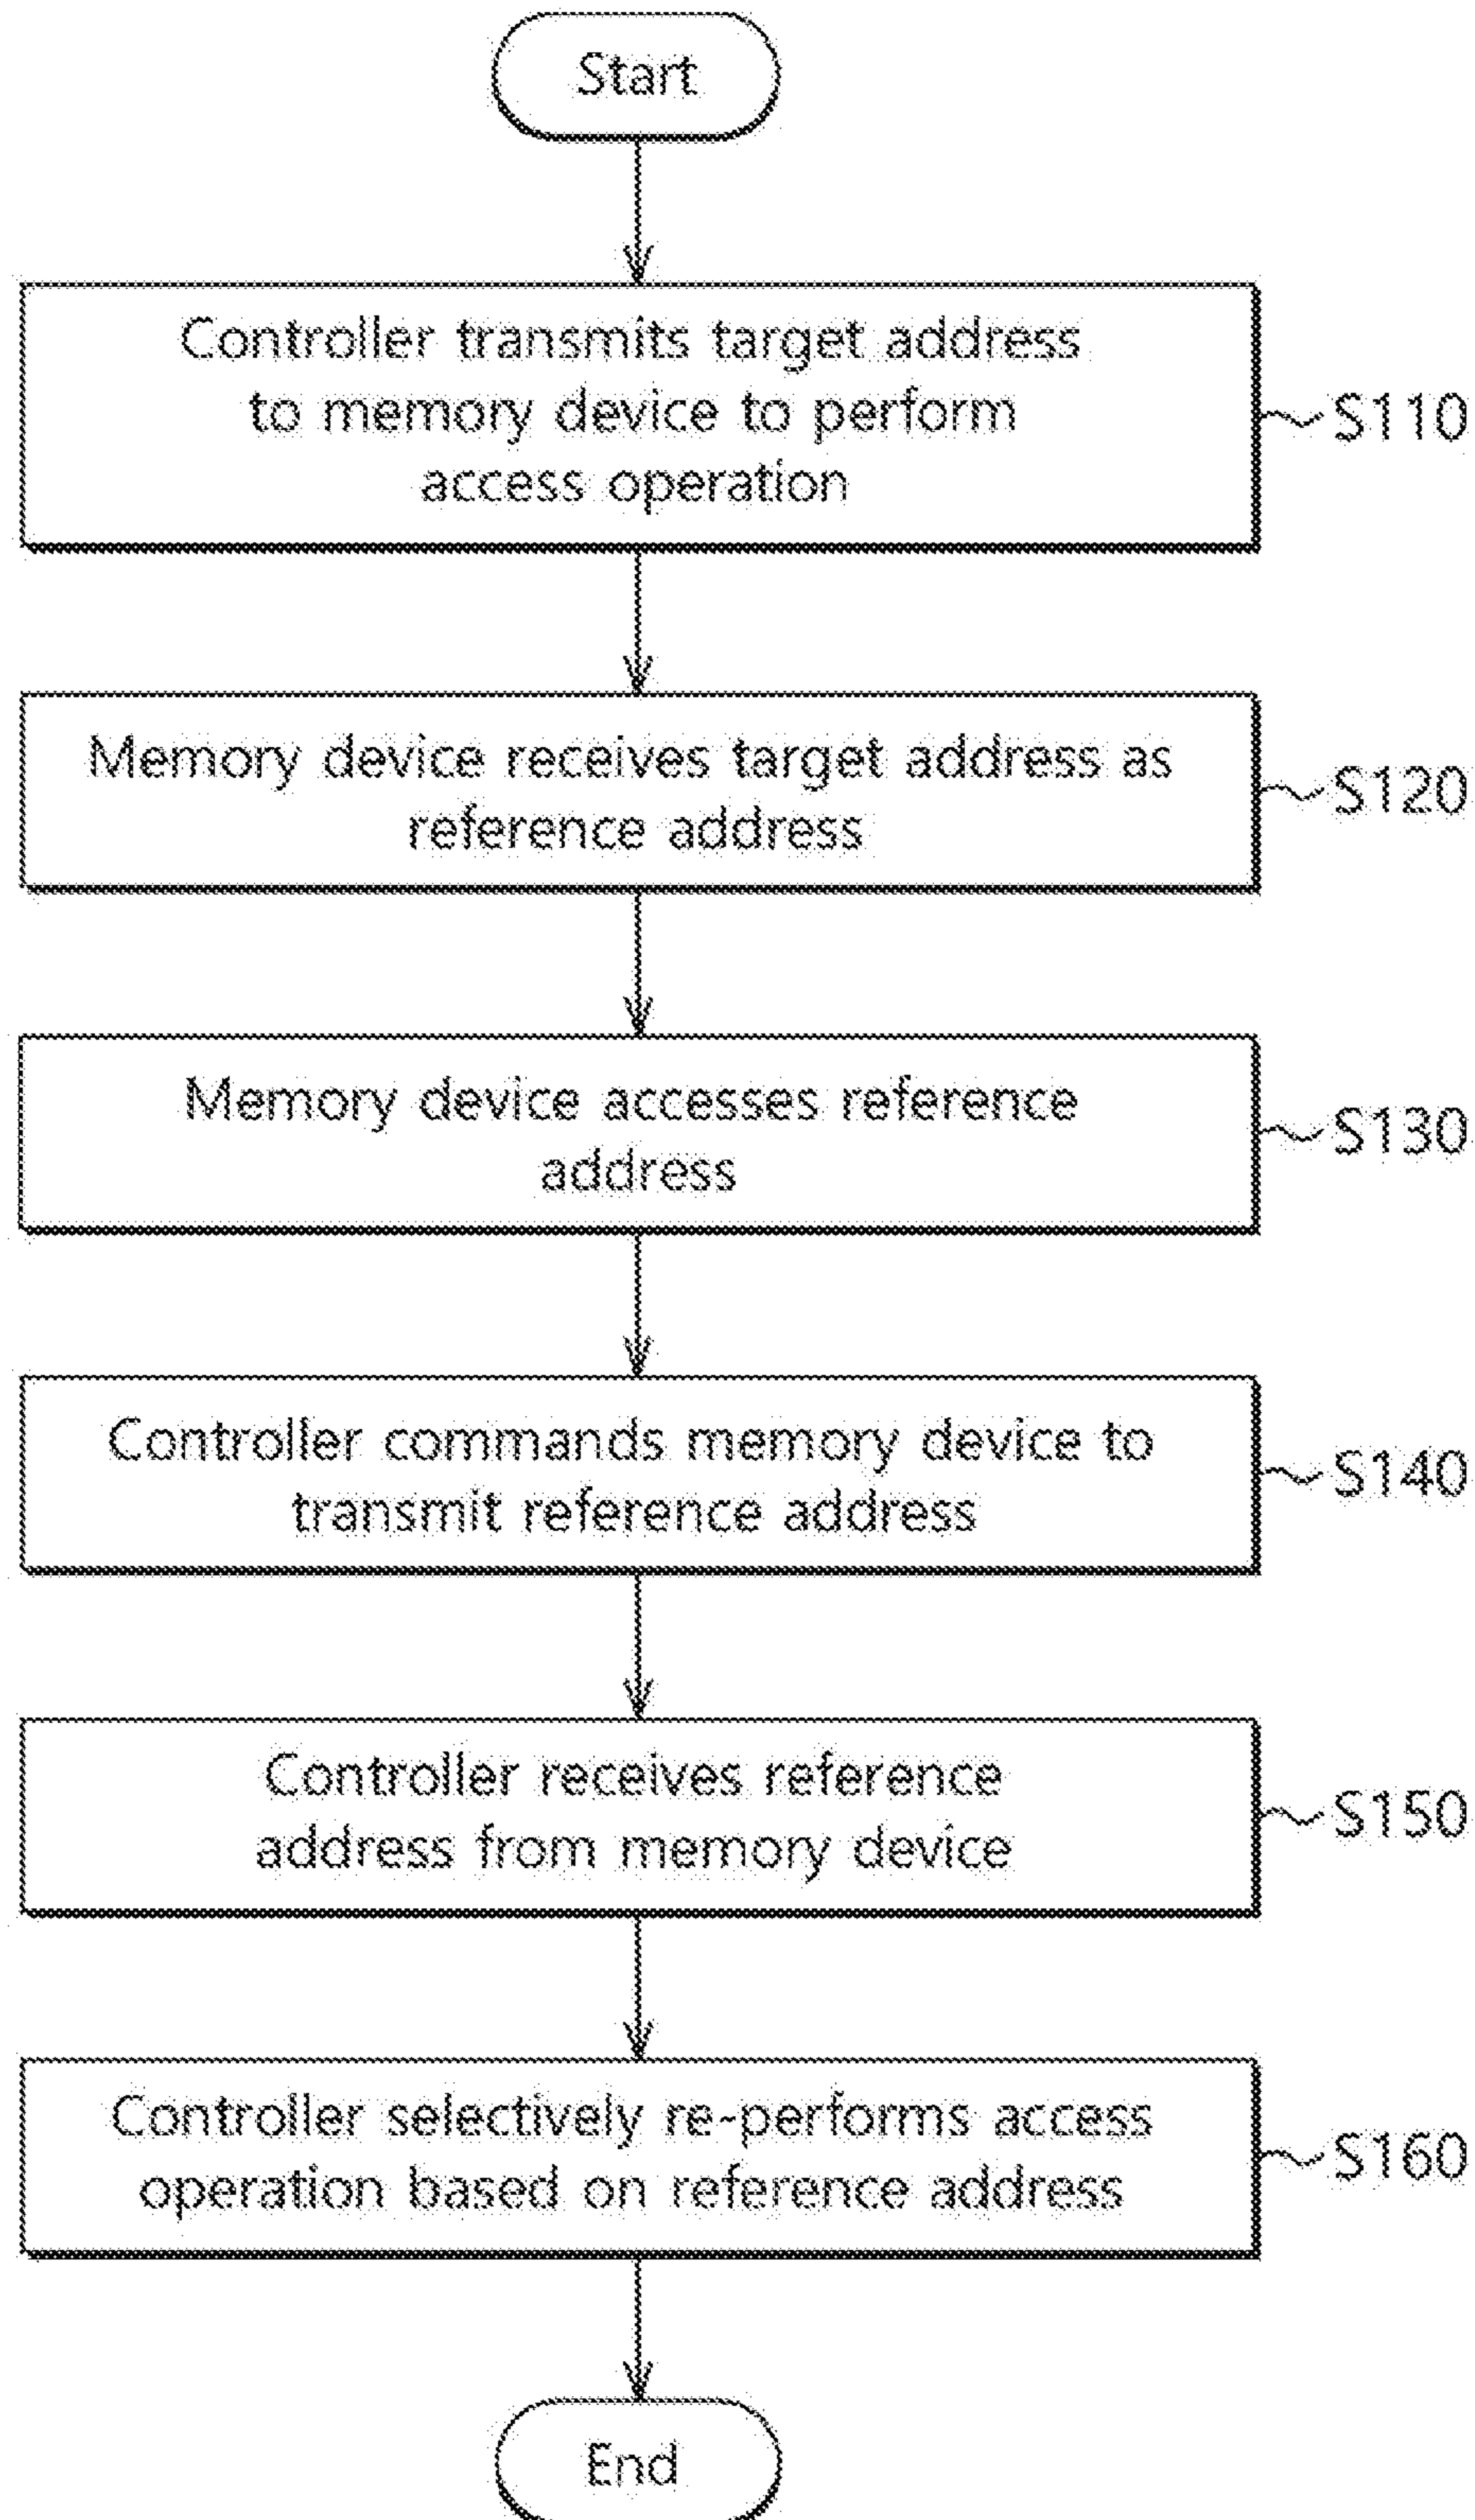 Start
Controller transmits target address
to memory device to perform
access operation
S110
Memory device receives target address as
reference address
S120
Memory device accesses reference
address
S130
Controller commands memory device to
transmit reference address
S140
Controller receives reference
address from memory device
S150
Controller selectively re-performs access
operation based on reference address
S160
End